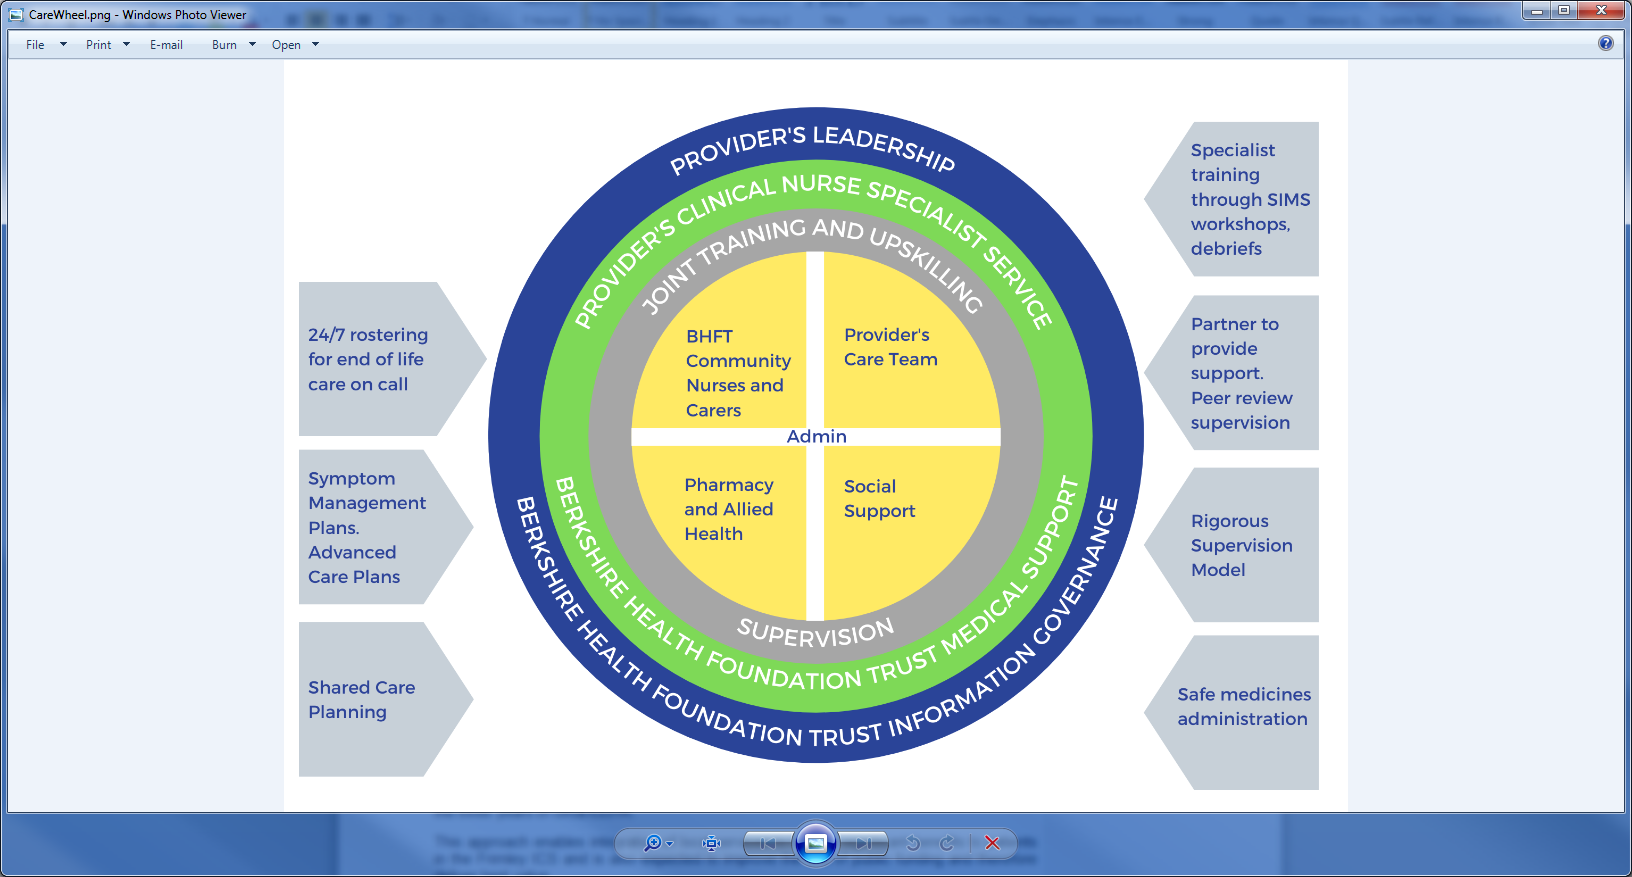 CareWheel.png - Windows Photo Viewer
File Print E-mail Burn Open
PROVIDER'S LEADERSHIP
PROVIDER'S CLINICAL NURSE SPECIALIST SERVICE
JOINT TRAINING AND UPSKILLING
BHFT
Community
Nurses and
Carers
Provider's
Care Team
Admin
Pharmacy
and Allied
Health
Social
Support
SUPERVISION
BERKSHIRE HEALTH FOUNDATION TRUST MEDICAL SUPPORT
BERKSHIRE HEALTH FOUNDATION TRUST INFORMATION GOVERNANCE
24/7 rostering
for end of life
care on call
Symptom
Management
Plans.
Advanced
Care Plans
Shared Care
Planning
Specialist
training
through SIMS
workshops,
debriefs
Partner to
provide
support.
Peer review
supervision
Rigorous
Supervision
Model
Safe medicines
administration
This approach enables